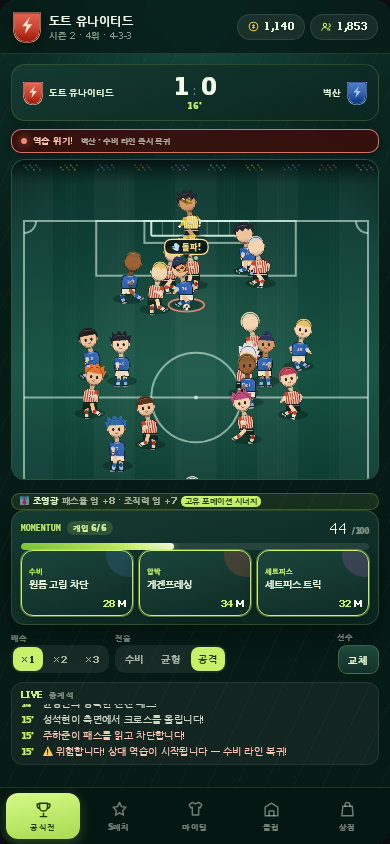 도트 유나이티드
시즌 2 · 4위 · 4-3-3
1,140
1,853
도트 유나이티드
1 : 0
벽산
16'
역습 위기! 벽산 · 수비 라인 즉시 복귀
돌파!
조영광 패스율 업 +8 · 조직력 업 +7 고유 포메이션 시너지
MOMENTUM 개입 6/6 44 /100
수비
원톱 고립 차단
28 M
압박
게겐프레싱
34 M
세트피스
세트피스 트릭
32 M
배속 전술 선수
×1 ×2 ×3 수비 균형 공격 교체
LIVE 중계석
15' 성석현이 측면에서 크로스를 올립니다!
15' 주하준이 패스를 읽고 차단합니다!
15' ⚠ 위험합니다! 상대 역습이 시작됩니다 — 수비 라인 복귀!
공식전 S매치 마이팀 클럽 상점